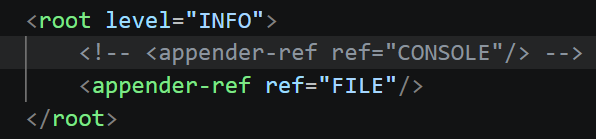 <root level="INFO">
<!-- <appender-ref ref="CONSOLE"/> -->
<appender-ref ref="FILE"/>
</root>